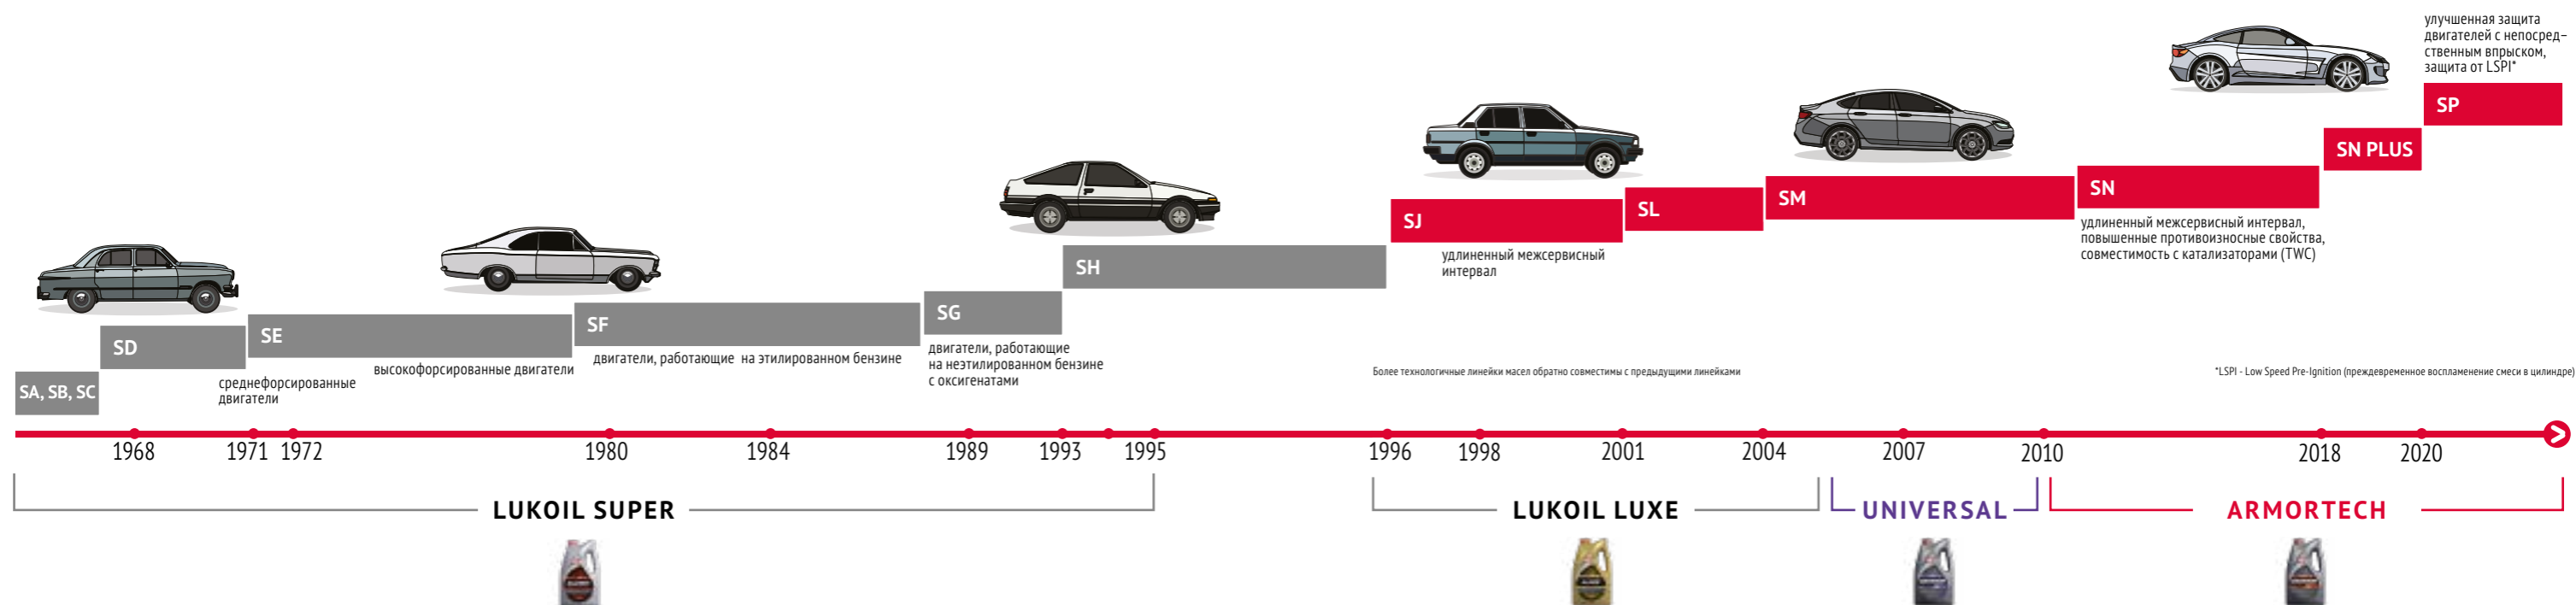 улучшенная защита
двигателей с непосред-
ственным впрыском,
защита от LSPI*
SP
SN PLUS
SN
удлиненный межсервисный интервал,
повышенные противоизносные свойства,
совместимость с катализаторами (TWC)
SM
SL
SJ
удлиненный межсервисный
интервал
SH
SG
двигатели, работающие
на неэтилированном бензине
с оксигенатами
SF
двигатели, работающие на этилированном бензине
SE
высокофорсированные двигатели
SD
среднефорсированные
двигатели
SA, SB, SC
Более технологичные линейки масел обратно совместимы с предыдущими линейками
*LSPI - Low Speed Pre-Ignition (преждевременное воспламенение смеси в цилиндре)
1968 1971 1972 1980 1984 1989 1993 1995 1996 1998 2001 2004 2007 2010 2018 2020
LUKOIL SUPER LUKOIL LUXE UNIVERSAL ARMORTECH